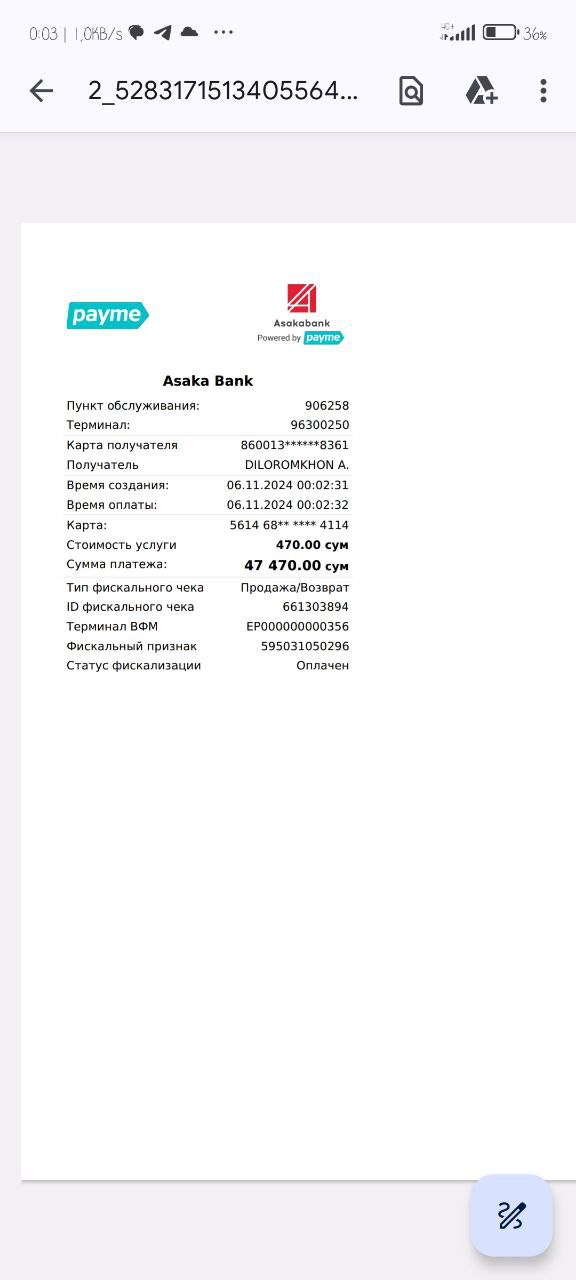 0:03 | 1,0KB/s ...
4G+ 36%
2_5283171513405564...
payme
Asakabank
Powered by payme
Asaka Bank
Пункт обслуживания: 906258
Терминал: 96300250
Карта получателя 860013******8361
Получатель DILOROMKHON A.
Время создания: 06.11.2024 00:02:31
Время оплаты: 06.11.2024 00:02:32
Карта: 5614 68** **** 4114
Стоимость услуги 470.00 сум
Сумма платежа: 47 470.00 сум
Тип фискального чека Продажа/Возврат
ID фискального чека 661303894
Терминал ВФМ EP000000000356
Фискальный признак 595031050296
Статус фискализации Оплачен